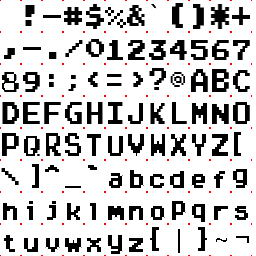 !-#$%&`()*+
,-./01234567
89:;<=>?@ABC
DEFGHIJKLMNO
PQRSTUVWXYZ[
\]^_`abcdefg
hijklmnopqrs
tuvwxyz{|}~¬